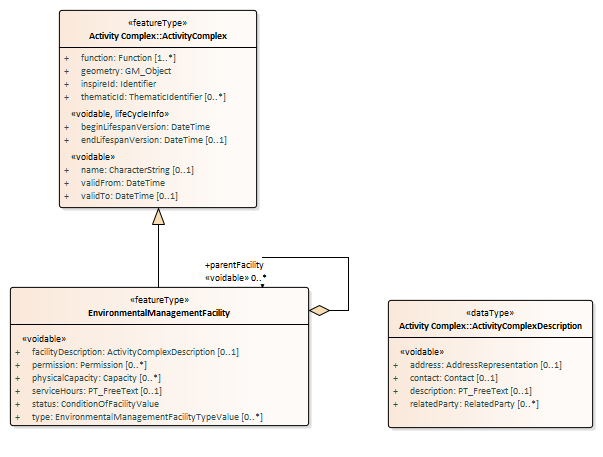 «featureType»
Activity Complex::ActivityComplex
+ function: Function [1..*]
+ geometry: GM_Object
+ inspireId: Identifier
+ thematicId: ThematicIdentifier [0..*]
«voidable, lifeCycleInfo»
+ beginLifespanVersion: DateTime
+ endLifespanVersion: DateTime [0..1]
«voidable»
+ name: CharacterString [0..1]
+ validFrom: DateTime
+ validTo: DateTime [0..1]
+parentFacility
«voidable» 0..*
«featureType»
EnvironmentalManagementFacility
«voidable»
+ facilityDescription: ActivityComplexDescription [0..1]
+ permission: Permission [0..*]
+ physicalCapacity: Capacity [0..*]
+ serviceHours: PT_FreeText [0..1]
+ status: ConditionOfFacilityValue
+ type: EnvironmentalManagementFacilityTypeValue [0..*]
«dataType»
Activity Complex::ActivityComplexDescription
«voidable»
+ address: AddressRepresentation [0..1]
+ contact: Contact [0..1]
+ description: PT_FreeText [0..1]
+ relatedParty: RelatedParty [0..*]